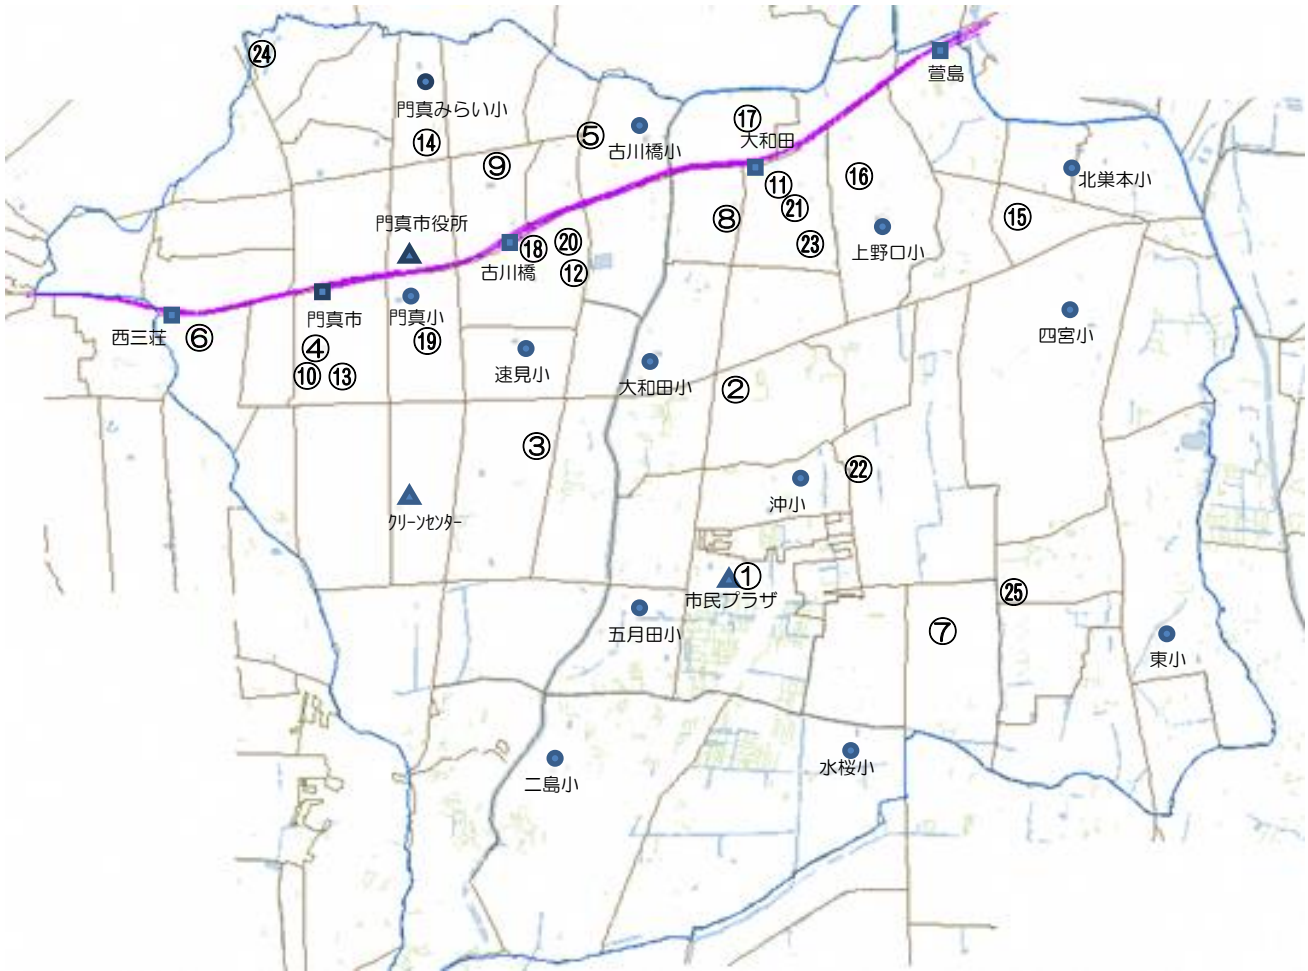 ㉔
萱島
門真みらい小
⑰
⑤
古川橋小
大和田
⑭
⑨
北巣本小
⑪
⑯
㉑
⑧
⑮
門真市役所
上野口小
⑱
⑳
㉓
古川橋
⑫
門真市
門真小
西三荘
⑥
四宮小
④
⑲
⑩
⑬
速見小
大和田小
②
③
㉒
沖小
クリーンセンター
①
市民プラザ
㉕
五月田小
⑦
東小
二島小
水桜小